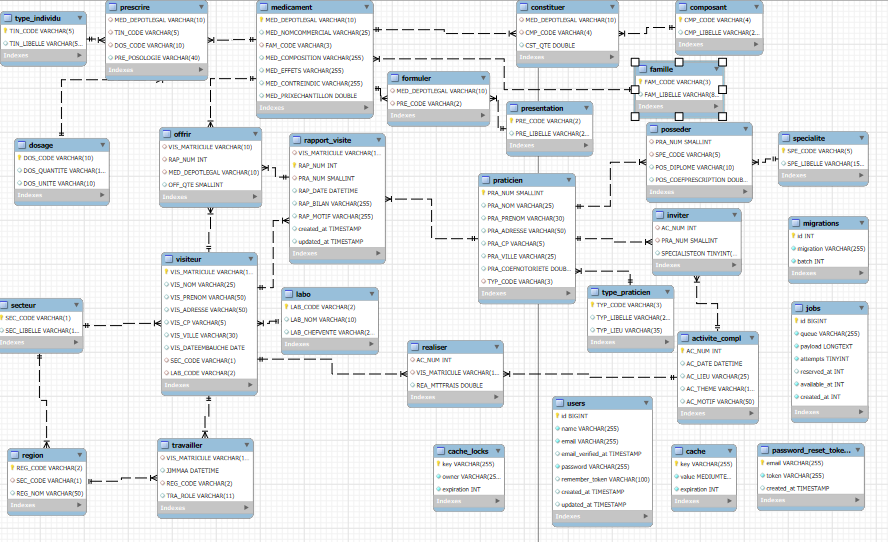 type_individu
TIN_CODE VARCHAR(5)
TIN_LIBELLE VARCHAR(5...
Indexes
prescrire
MED_DEPOTLEGAL VARCHAR(10)
TIN_CODE VARCHAR(5)
DOS_CODE VARCHAR(10)
PRE_POSOLOGIE VARCHAR(40)
Indexes
medicament
MED_DEPOTLEGAL VARCHAR(10)
MED_NOMCOMMERCIAL VARCHAR(25)
FAM_CODE VARCHAR(3)
MED_COMPOSITION VARCHAR(255)
MED_EFFETS VARCHAR(255)
MED_CONTREINDIC VARCHAR(255)
MED_PRIXECHANTILLON DOUBLE
Indexes
constituer
MED_DEPOTLEGAL VARCHAR(10)
CMP_CODE VARCHAR(4)
CST_QTE DOUBLE
Indexes
composant
CMP_CODE VARCHAR(4)
CMP_LIBELLE VARCHAR(2...
Indexes
famille
FAM_CODE VARCHAR(3)
FAM_LIBELLE VARCHAR(8...
Indexes
formuler
MED_DEPOTLEGAL VARCHAR(10)
PRE_CODE VARCHAR(2)
Indexes
presentation
PRE_CODE VARCHAR(2)
PRE_LIBELLE VARCHAR(2...
Indexes
dosage
DOS_CODE VARCHAR(10)
DOS_QUANTITE VARCHAR(1...
DOS_UNITE VARCHAR(10)
Indexes
offrir
VIS_MATRICULE VARCHAR(10)
RAP_NUM INT
MED_DEPOTLEGAL VARCHAR(10)
OFF_QTE SMALLINT
Indexes
rapport_visite
VIS_MATRICULE VARCHAR(1...
RAP_NUM INT
PRA_NUM SMALLINT
RAP_DATE DATETIME
RAP_BILAN VARCHAR(255)
RAP_MOTIF VARCHAR(255)
created_at TIMESTAMP
updated_at TIMESTAMP
Indexes
posseder
PRA_NUM SMALLINT
SPE_CODE VARCHAR(5)
POS_DIPLOME VARCHAR(10)
POS_COEFPRESCRIPTION DOUB...
Indexes
specialite
SPE_CODE VARCHAR(5)
SPE_LIBELLE VARCHAR(15...
Indexes
praticien
PRA_NUM SMALLINT
PRA_NOM VARCHAR(25)
PRA_PRENOM VARCHAR(30)
PRA_ADRESSE VARCHAR(50)
PRA_CP VARCHAR(5)
PRA_VILLE VARCHAR(25)
PRA_COEFNOTORIETE DOUB...
TYP_CODE VARCHAR(3)
Indexes
inviter
AC_NUM INT
PRA_NUM SMALLINT
SPECIALISTEON TINYINT(...
Indexes
migrations
id INT
migration VARCHAR(255)
batch INT
Indexes
visiteur
VIS_MATRICULE VARCHAR(1...
VIS_NOM VARCHAR(25)
VIS_PRENOM VARCHAR(50)
VIS_ADRESSE VARCHAR(50)
VIS_CP VARCHAR(5)
VIS_VILLE VARCHAR(30)
VIS_DATEEMBAUCHE DATE
SEC_CODE VARCHAR(1)
LAB_CODE VARCHAR(2)
Indexes
labo
LAB_CODE VARCHAR(2)
LAB_NOM VARCHAR(10)
LAB_CHEFVENTE VARCHAR(2...
Indexes
type_praticien
TYP_CODE VARCHAR(3)
TYP_LIBELLE VARCHAR(2...
TYP_LIEU VARCHAR(35)
Indexes
secteur
SEC_CODE VARCHAR(1)
SEC_LIBELLE VARCHAR(1...
Indexes
jobs
id BIGINT
queue VARCHAR(255)
payload LONGTEXT
attempts TINYINT
reserved_at INT
available_at INT
created_at INT
Indexes
realiser
AC_NUM INT
VIS_MATRICULE VARCHAR(1...
REA_MTTFRAIS DOUBLE
Indexes
activite_compl
AC_NUM INT
AC_DATE DATETIME
AC_LIEU VARCHAR(25)
AC_THEME VARCHAR(1...
AC_MOTIF VARCHAR(50)
Indexes
region
REG_CODE VARCHAR(2)
SEC_CODE VARCHAR(1)
REG_NOM VARCHAR(50)
Indexes
travailler
VIS_MATRICULE VARCHAR(1...
JJMMAA DATETIME
REG_CODE VARCHAR(2)
TRA_ROLE VARCHAR(11)
Indexes
cache_locks
key VARCHAR(255)
owner VARCHAR(25...
expiration INT
Indexes
users
id BIGINT
name VARCHAR(255)
email VARCHAR(255)
email_verified_at TIMESTAMP
password VARCHAR(255)
remember_token VARCHAR(100)
created_at TIMESTAMP
updated_at TIMESTAMP
Indexes
cache
key VARCHAR(255)
value MEDIUMTE...
expiration INT
Indexes
password_reset_toke...
email VARCHAR(255)
token VARCHAR(255)
created_at TIMESTAMP
Indexes